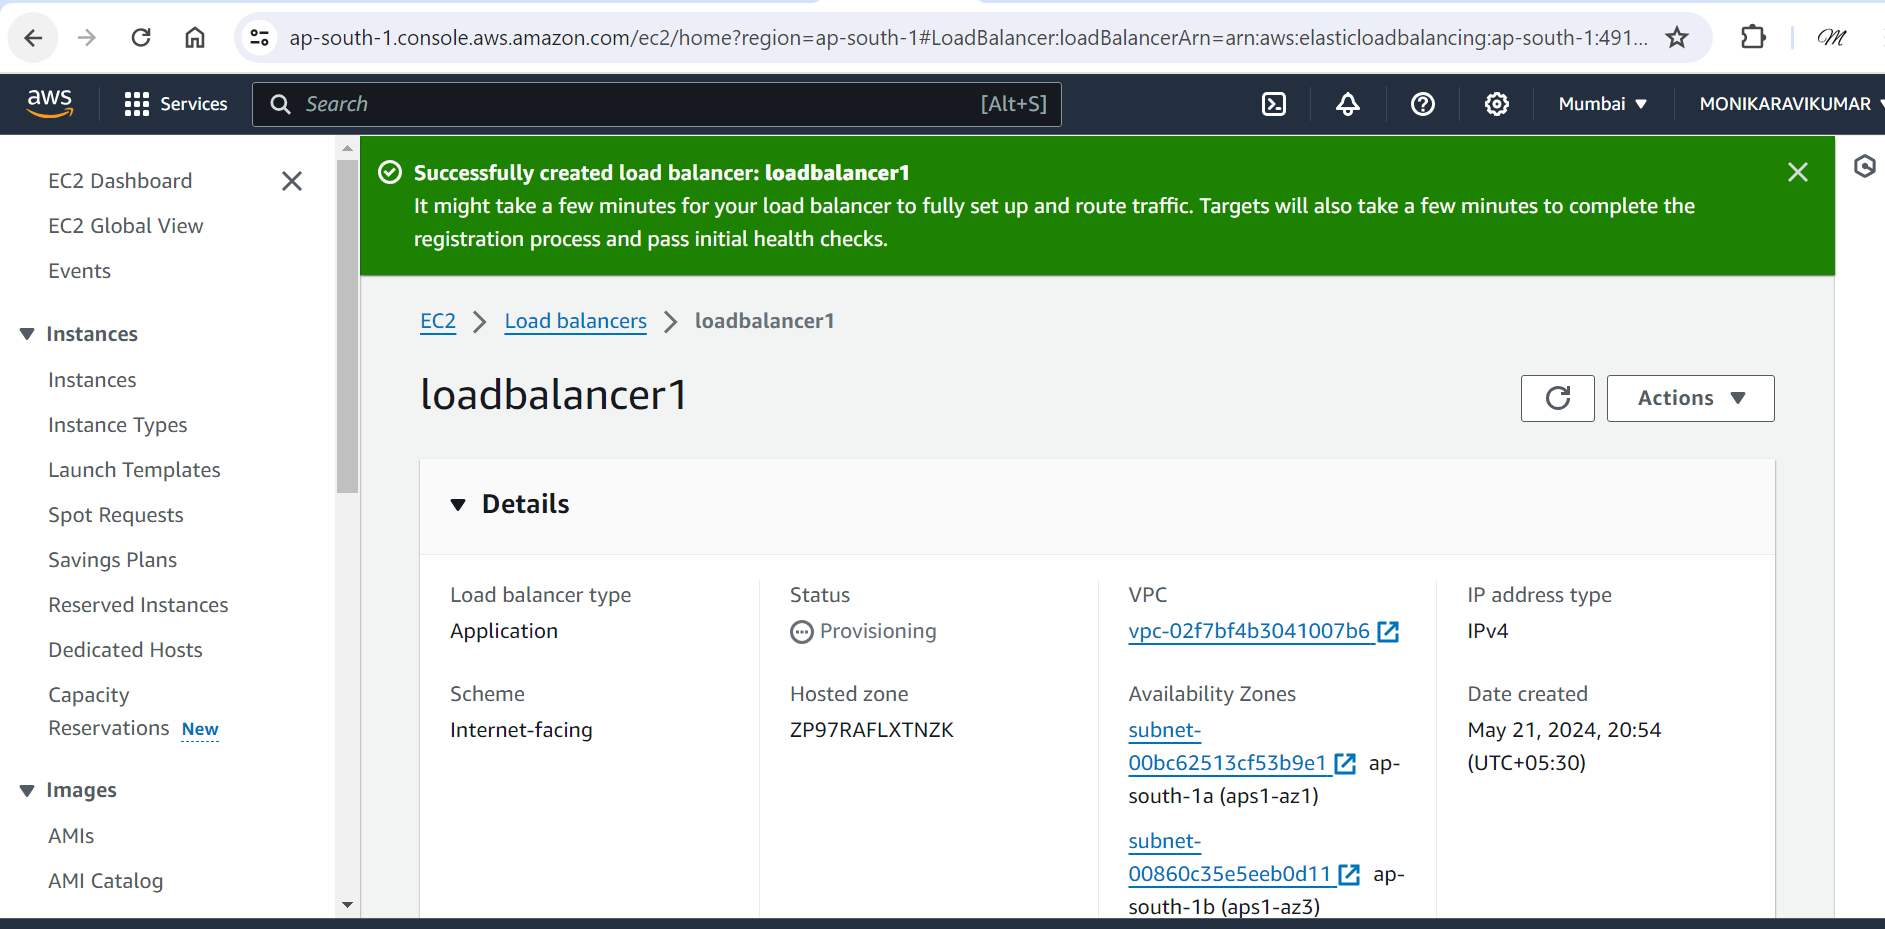 ap-south-1.console.aws.amazon.com/ec2/home?region=ap-south-1#LoadBalancer:loadBalancerArn=arn:aws:elasticloadbalancing:ap-south-1:491...
M
aws
Services
Search
[Alt+S]
Mumbai
MONIKARAVIKUMAR
EC2 Dashboard
EC2 Global View
Events
Instances
Instances
Instance Types
Launch Templates
Spot Requests
Savings Plans
Reserved Instances
Dedicated Hosts
Capacity
Reservations New
Images
AMIs
AMI Catalog
Successfully created load balancer: loadbalancer1
It might take a few minutes for your load balancer to fully set up and route traffic. Targets will also take a few minutes to complete the
registration process and pass initial health checks.
EC2 > Load balancers > loadbalancer1
loadbalancer1
Actions
Details
Load balancer type
Application
Scheme
Internet-facing
Status
Provisioning
Hosted zone
ZP97RAFLXTNZK
VPC
vpc-02f7bf4b3041007b6
Availability Zones
subnet-
00bc62513cf53b9e1 ap-
south-1a (aps1-az1)
subnet-
00860c35e5eeb0d11 ap-
south-1b (aps1-az3)
IP address type
IPv4
Date created
May 21, 2024, 20:54
(UTC+05:30)